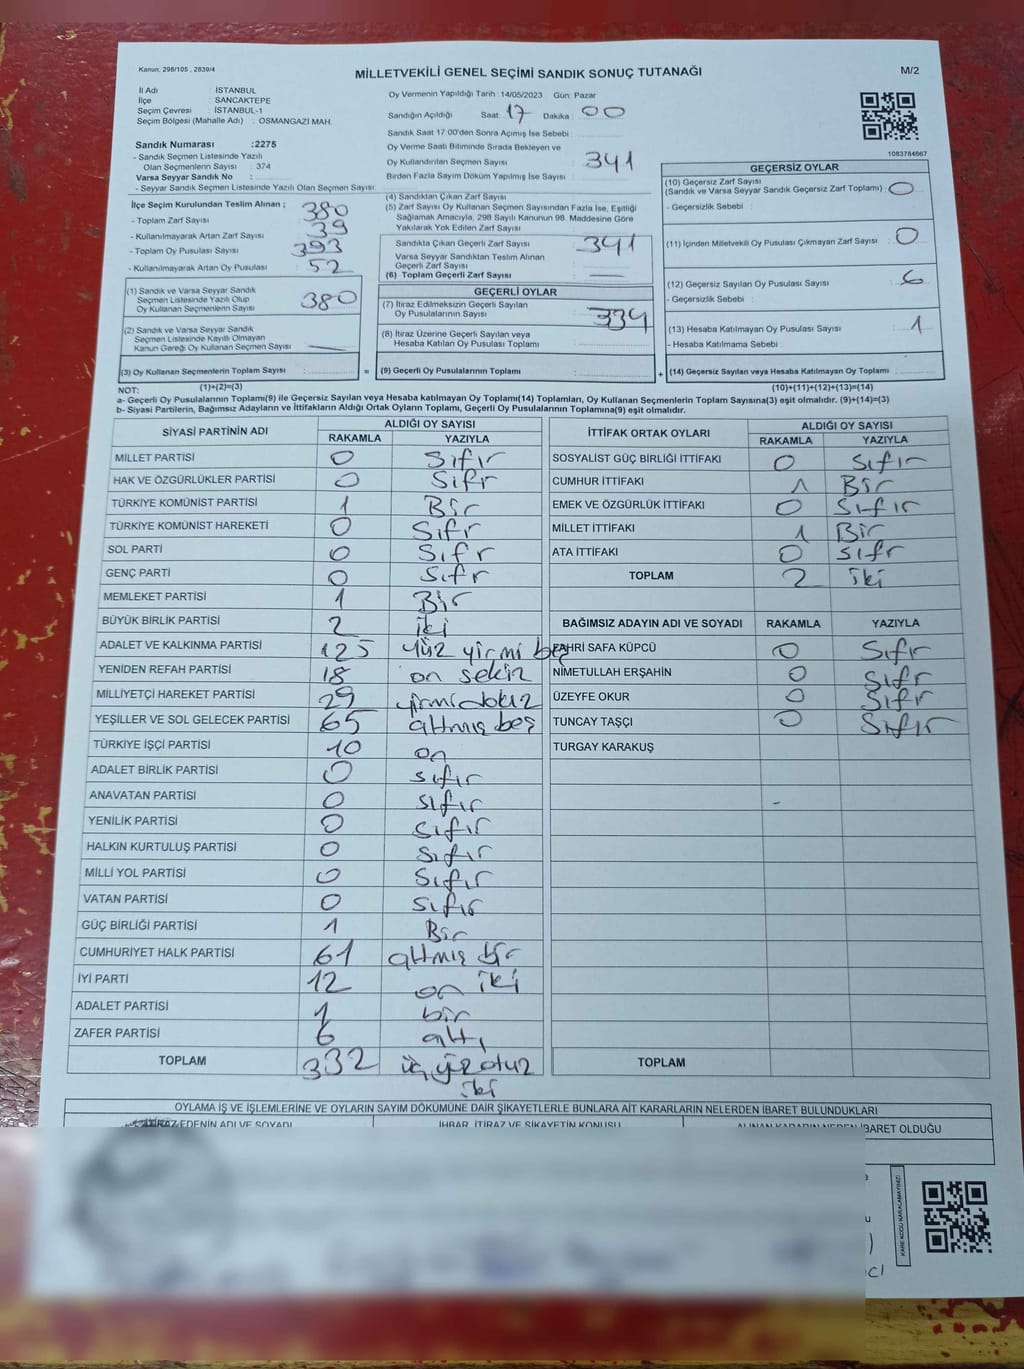 Kanun: 298/105 , 2839/4
MİLLETVEKİLİ GENEL SEÇİMİ SANDIK SONUÇ TUTANAĞI
M/2
İl Adı : İSTANBUL
İlçe : SANCAKTEPE
Seçim Çevresi : İSTANBUL-1
Seçim Bölgesi (Mahalle Adı) : OSMANGAZİ MAH.
Sandık Numarası :2275
- Sandık Seçmen Listesinde Yazılı
Olan Seçmenlerin Sayısı : 374
Varsa Seyyar Sandık No :
- Seyyar Sandık Seçmen Listesinde Yazılı Olan Seçmen Sayısı:
Oy Vermenin Yapıldığı Tarih :14/05/2023 Gün: Pazar
Sandığın Açıldığı Saat: 17 Dakika : 00
Sandık Saat 17:00'den Sonra Açımış İse Sebebi :
Oy Verme Saati Bitiminde Sırada Bekleyen ve
Oy Kullandırılan Seçmen Sayısı : 341
Birden Fazla Sayım Döküm Yapılmış İse Sayısı :
1083784667
İlçe Seçim Kurulundan Teslim Alınan ;
- Toplam Zarf Sayısı : 380
- Kullanılmayarak Artan Zarf Sayısı : 39
- Toplam Oy Pusulası Sayısı : 393
- Kullanılmayarak Artan Oy Pusulası : 52
(1) Sandık ve Varsa Seyyar Sandık
Seçmen Listesinde Yazılı Olup
Oy Kullanan Seçmenlerin Sayısı : 380
(2) Sandık ve Varsa Seyyar Sandık
Seçmen Listesinde Kayıtlı Olmayan
Kanun Gereği Oy Kullanan Seçmen Sayısı
(3) Oy Kullanan Seçmenlerin Toplam Sayısı :
(4) Sandıktan Çıkan Zarf Sayısı :
(5) Zarf Sayısı Oy Kullanan Seçmen Sayısından Fazla İse, Eşitliği
Sağlamak Amacıyla, 298 Sayılı Kanunun 98. Maddesine Göre
Yakılarak Yok Edilen Zarf Sayısı :
Sandıkla Çıkan Geçerli Zarf Sayısı : 341
Varsa Seyyar Sandıktan Teslim Alınan
Geçerli Zarf Sayısı :
(6) Toplam Geçerli Zarf Sayısı :
GEÇERLİ OYLAR
(7) İtiraz Edilmeksizin Geçerli Sayılan
Oy Pusulalarının Sayısı : 334
(8) İtiraz Üzerine Geçerli Sayılan veya
Hesaba Katılan Oy Pusulası Toplamı :
= (9) Geçerli Oy Pusulalarının Toplamı : +
GEÇERSİZ OYLAR
(10) Geçersiz Zarf Sayısı
(Sandık ve Varsa Seyyar Sandık Geçersiz Zarf Toplamı) : 0
- Geçersizlik Sebebi :
(11) İçinden Milletvekili Oy Pusulası Çıkmayan Zarf Sayısı : 0
(12) Geçersiz Sayılan Oy Pusulası Sayısı : 6
- Geçersizlik Sebebi :
(13) Hesaba Katılmayan Oy Pusulası Sayısı : 1
- Hesaba Katılmama Sebebi :
(14) Geçersiz Sayılan veya Hesaba Katılmayan Oy Pusulası Toplamı :
NOT: (1)+(2)=(3) (10)+(11)+(12)+(13)=(14)
a- Geçerli Oy Pusulasının Toplamı(9) ile Geçersiz Sayılan veya Hesaba katılmayan Oy Toplamı(14) Toplamları, Oy Kullanan Seçmenlerin Toplam Sayısına(3) eşit olmalıdır. (9)+(14)=(3)
b- Siyasi Partilerin, Bağımsız Adayların ve İttifakların Aldığı Ortak Oyların Toplamı, Geçerli Oy Pusulalarının Toplamına(9) eşit olmalıdır.
SİYASİ PARTİNİN ADI ALDIĞI OY SAYISI
RAKAMLA YAZIYLA
MİLLET PARTİSİ 0 Sıfır
HAK VE ÖZGÜRLÜKLER PARTİSİ 0 Sıfr
TÜRKİYE KOMÜNİST PARTİSİ 1 Bir
TÜRKİYE KOMÜNİST HAREKETİ 0 Sıfr
SOL PARTİ 0 Sıfr
GENÇ PARTİ 0 Sıfr
MEMLEKET PARTİSİ 1 Bir
BÜYÜK BİRLİK PARTİSİ 2 iki
ADALET VE KALKINMA PARTİSİ 125 yüz yirmi beş
YENİDEN REFAH PARTİSİ 18 on sekiz
MİLLİYETÇİ HAREKET PARTİSİ 29 yirmidokuz
YEŞİLLER VE SOL GELECEK PARTİSİ 65 altmış beş
TÜRKİYE İŞÇİ PARTİSİ 10 on
ADALET BİRLİK PARTİSİ 0 sıfır
ANAVATAN PARTİSİ 0 sıfır
YENİLİK PARTİSİ 0 sıfır
HALKIN KURTULUŞ PARTİSİ 0 sıfır
MİLLİ YOL PARTİSİ 0 sıfır
VATAN PARTİSİ 0 sıfır
GÜÇ BİRLİĞİ PARTİSİ 1 Bir
CUMHURİYET HALK PARTİSİ 61 altmış bir
İYİ PARTİ 12 on iki
ADALET PARTİSİ 1 bir
ZAFER PARTİSİ 6 altı
TOPLAM 332 üç yüz otuz
iki
İTTİFAK ORTAK OYLARI ALDIĞI OY SAYISI
RAKAMLA YAZIYLA
SOSYALİST GÜÇ BİRLİĞİ İTTİFAKI 0 Sıfır
CUMHUR İTTİFAKI 1 Bir
EMEK VE ÖZGÜRLÜK İTTİFAKI 0 Sıfır
MİLLET İTTİFAKI 1 Bir
ATA İTTİFAKI 0 Sıfr
TOPLAM 2 iki
BAĞIMSIZ ADAYIN ADI VE SOYADI RAKAMLA YAZIYLA
FAHRİ SAFA KÜPCÜ 0 Sıfır
NİMETULLAH ERŞAHİN 0 Sıfr
ÜZEYFE OKUR 0 Sıfr
TUNCAY TAŞÇI 0 Sıfır
TURGAY KARAKUŞ
TOPLAM
OYLAMA İŞ VE İŞLEMLERİNE VE OYLARIN SAYIM DÖKÜMÜNE DAİR ŞİKAYETLERLE BUNLARA AİT KARARLARIN NELERDEN İBARET BULUNDUKLARI
İTİRAZ EDENİN ADI VE SOYADI İHBAR, İTİRAZ VE ŞİKAYETİN KONUSU ALINAN KARARIN NEDEN İBARET OLDUĞU
KARE KODU KARALAMAYINIZ!